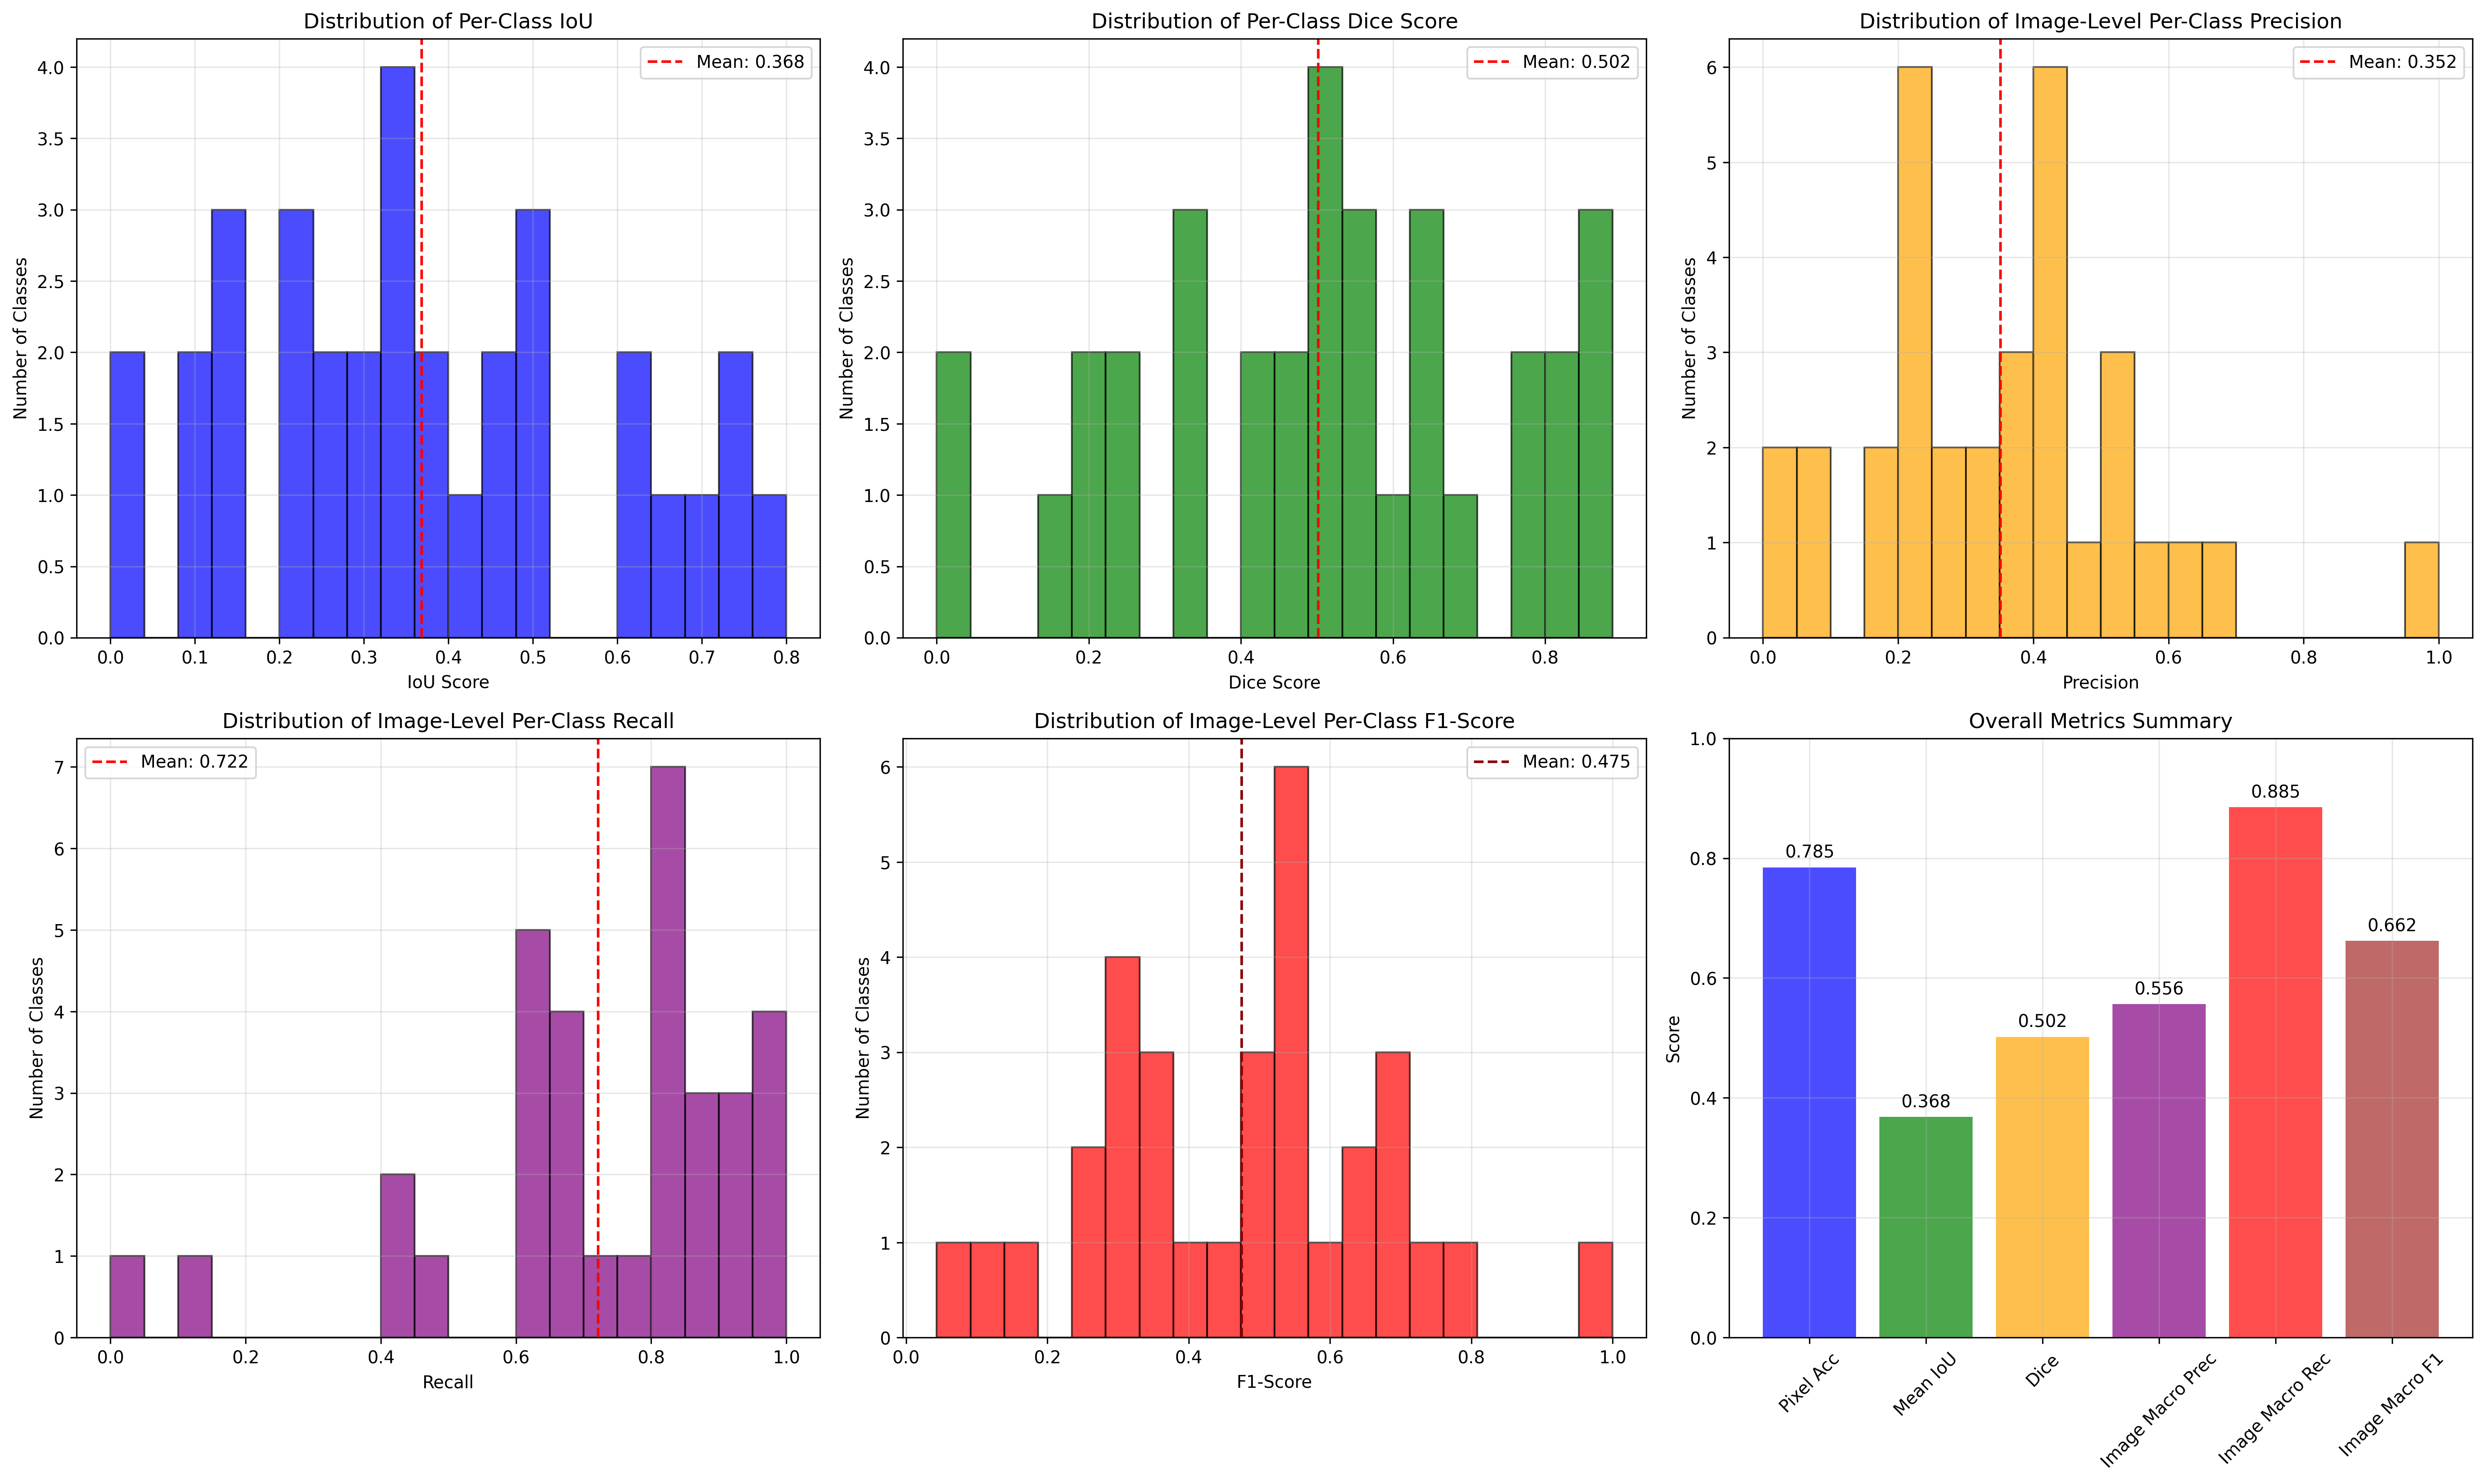 Distribution of Per-Class IoU
4.0
3.5
3.0
2.5
2.0
1.5
1.0
0.5
0.0
Number of Classes
Mean: 0.368
0.0 0.1 0.2 0.3 0.4 0.5 0.6 0.7 0.8
IoU Score
Distribution of Per-Class Dice Score
4.0
3.5
3.0
2.5
2.0
1.5
1.0
0.5
0.0
Number of Classes
Mean: 0.502
0.0 0.2 0.4 0.6 0.8
Dice Score
Distribution of Image-Level Per-Class Precision
6
5
4
3
2
1
0
Number of Classes
Mean: 0.352
0.0 0.2 0.4 0.6 0.8 1.0
Precision
Distribution of Image-Level Per-Class Recall
7
6
5
4
3
2
1
0
Number of Classes
Mean: 0.722
0.0 0.2 0.4 0.6 0.8 1.0
Recall
Distribution of Image-Level Per-Class F1-Score
6
5
4
3
2
1
0
Number of Classes
Mean: 0.475
0.0 0.2 0.4 0.6 0.8 1.0
F1-Score
Overall Metrics Summary
1.0
0.8
0.6
0.4
0.2
0.0
Score
0.785
0.368
0.502
0.556
0.885
0.662
Pixel Acc
Mean IoU
Dice
Image Macro Prec
Image Macro Rec
Image Macro F1